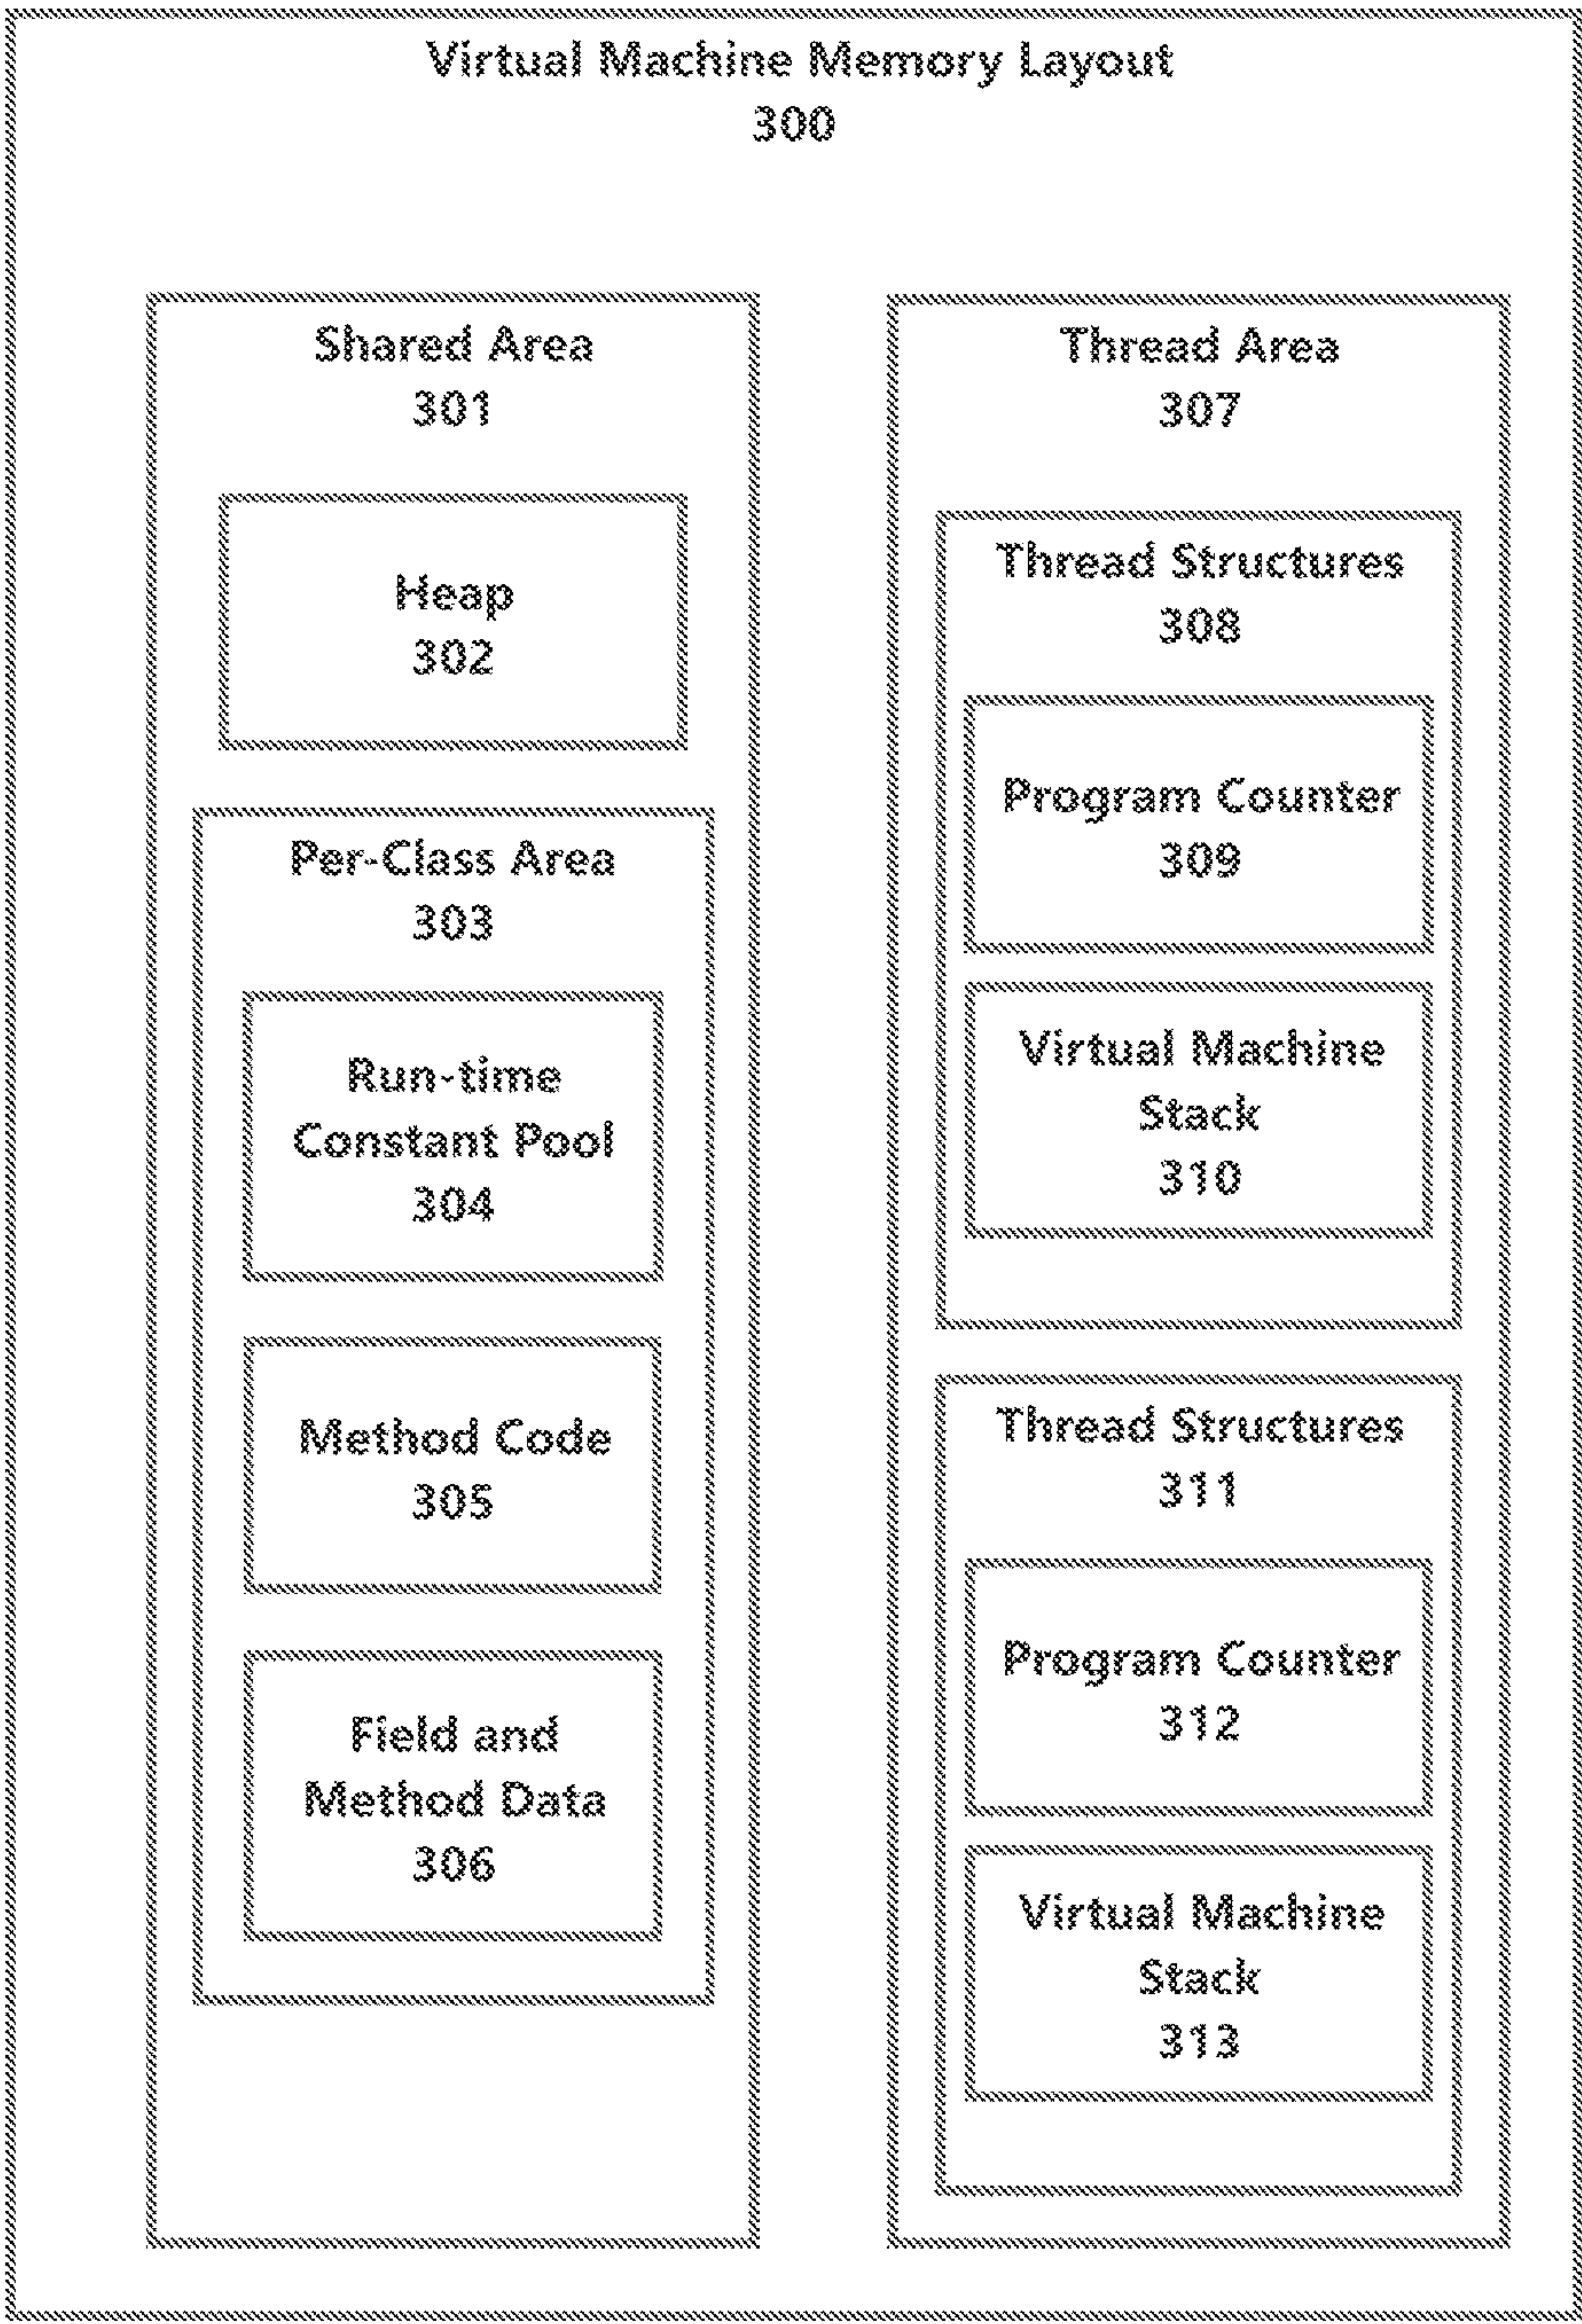 Virtual Machine Memory Layout
300
Shared Area
301
Heap
302
Per-Class Area
303
Run-time
Constant Pool
304
Method Code
305
Field and
Method Data
306
Thread Area
307
Thread Structures
308
Program Counter
309
Virtual Machine
Stack
310
Thread Structures
311
Program Counter
312
Virtual Machine
Stack
313